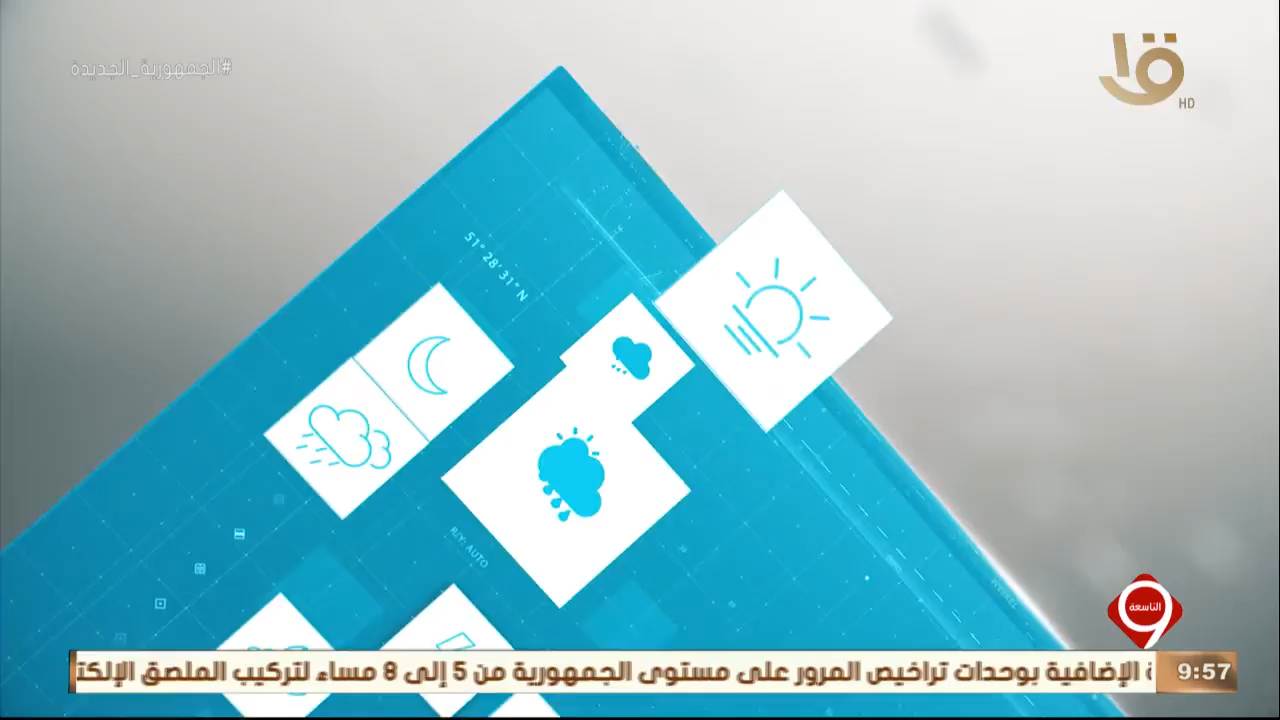 #الجمهورية_الجديدة
HD
51° 28' 31" N
R/Y: AUTO
التاسعة
9
الإضافية بوحدات تراخيص المرور على مستوى الجمهورية من 5 إلى 8 مساء لتركيب الملصق
9:57